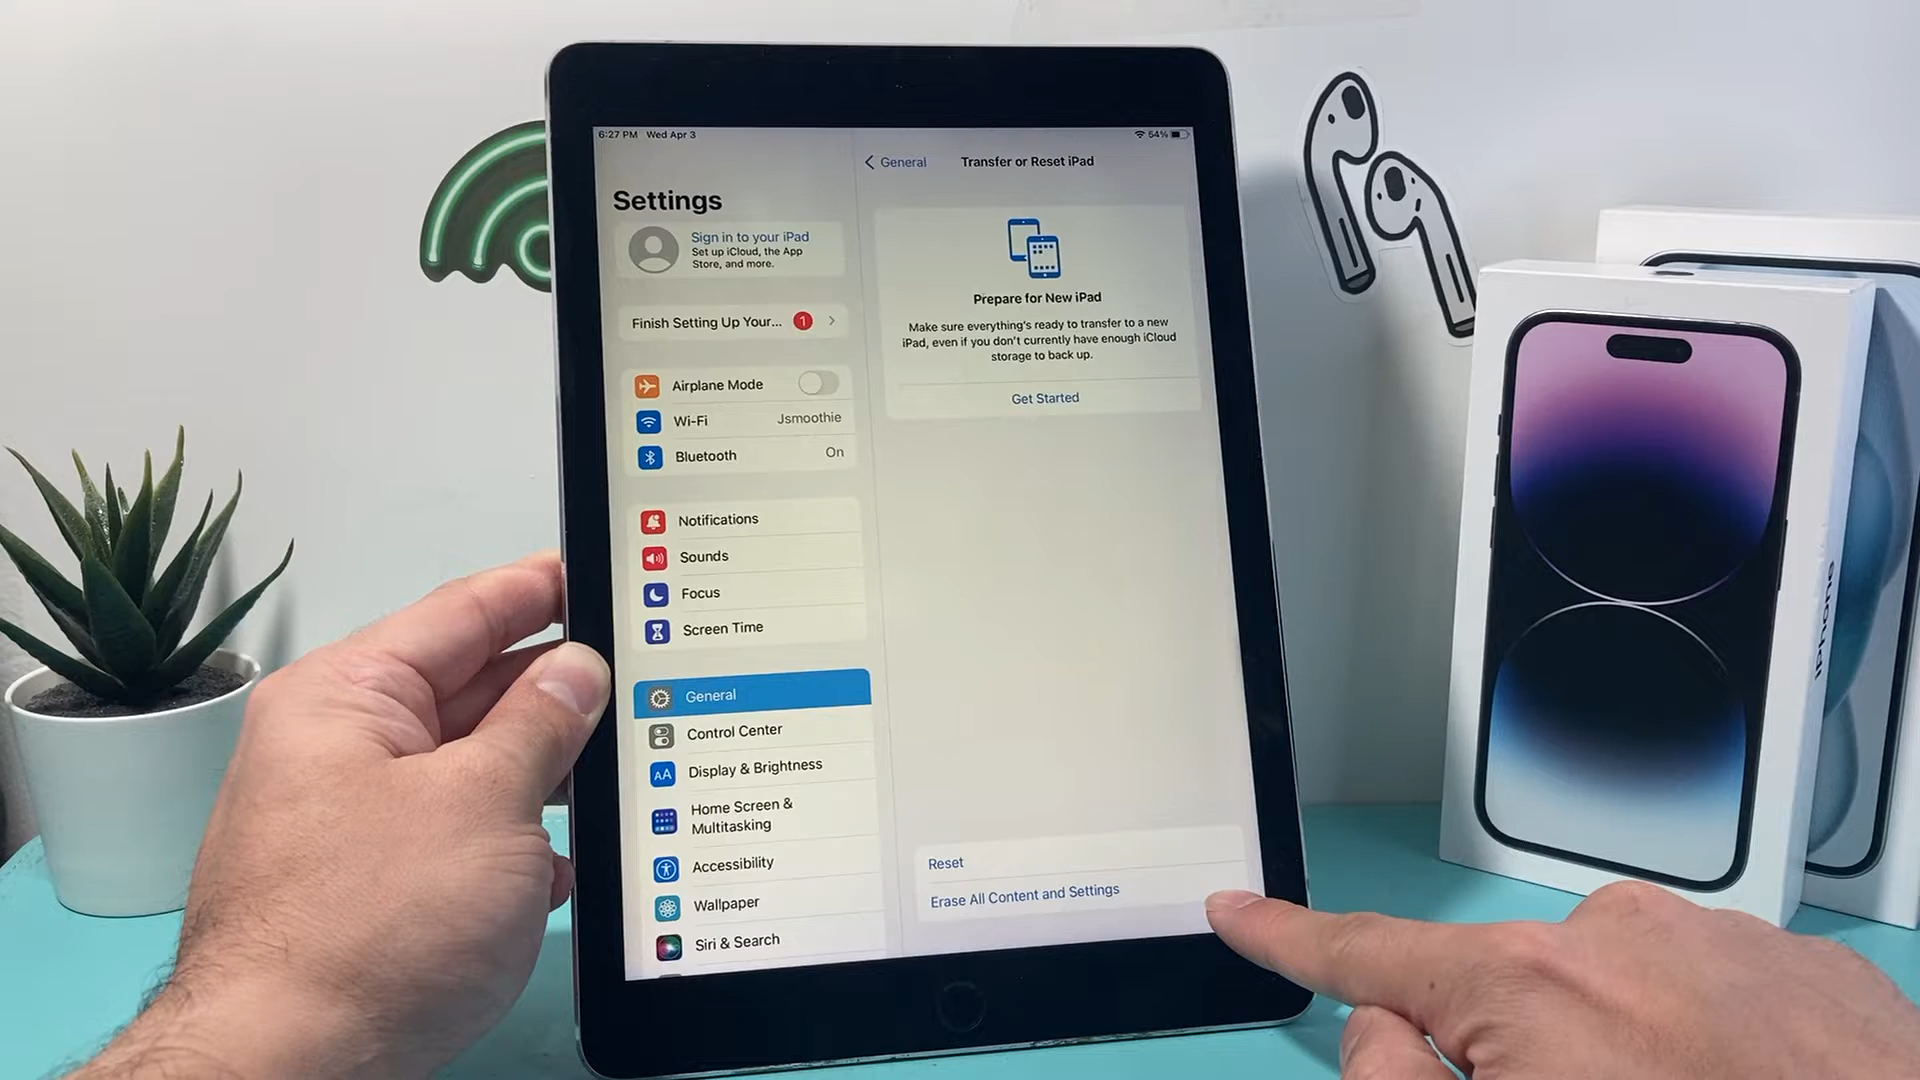 6:27 PM Wed Apr 3
54%
Settings
Sign in to your iPad
Set up iCloud, the App
Store, and more.
Finish Setting Up Your... 1
Airplane Mode
Wi-Fi Jsmoothie
Bluetooth On
Notifications
Sounds
Focus
Screen Time
General
Control Center
AA Display & Brightness
Home Screen &
Multitasking
Accessibility
Wallpaper
Siri & Search
General
Transfer or Reset iPad
Prepare for New iPad
Make sure everything's ready to transfer to a new
iPad, even if you don't currently have enough iCloud
storage to back up.
Get Started
Reset
Erase All Content and Settings
iPhone